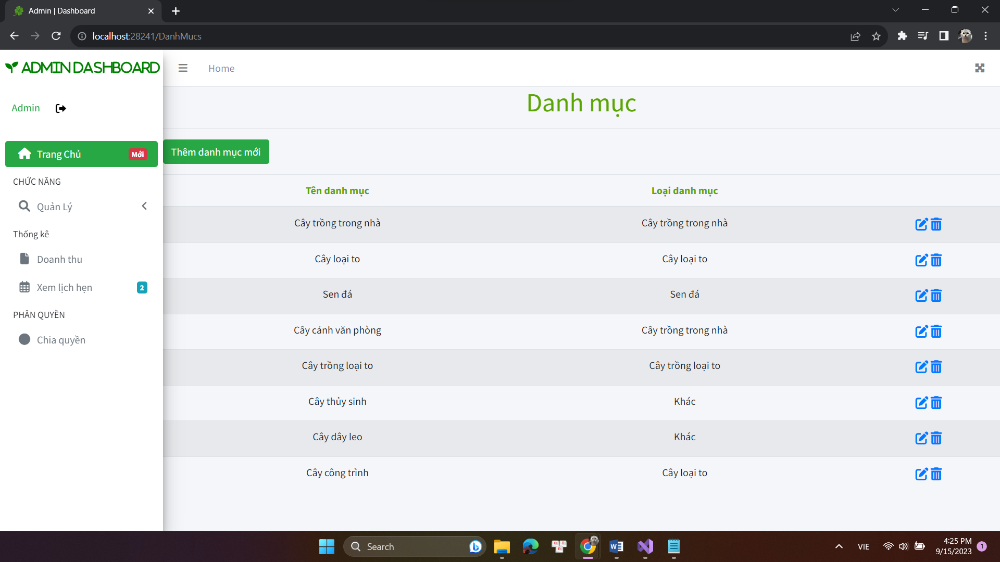 Admin | Dashboard
localhost:28241/DanhMucs
ADMIN DASHBOARD
Home
Admin
Trang Chủ
Mới
CHỨC NĂNG
Quản Lý
Thống kê
Doanh thu
Xem lịch hẹn
2
PHÂN QUYỀN
Chia quyền
Danh mục
Thêm danh mục mới
Tên danh mục Loại danh mục
Cây trồng trong nhà Cây trồng trong nhà
Cây loại to Cây loại to
Sen đá Sen đá
Cây cảnh văn phòng Cây trồng trong nhà
Cây trồng loại to Cây trồng loại to
Cây thủy sinh Khác
Cây dây leo Khác
Cây công trình Cây loại to
Search
VIE
4:25 PM
9/15/2023
1